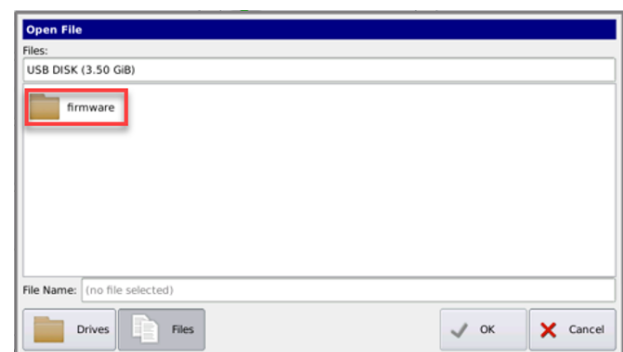 Open File
Files:
USB DISK (3.50 GiB)
firmware
File Name: (no file selected)
Drives Files OK Cancel